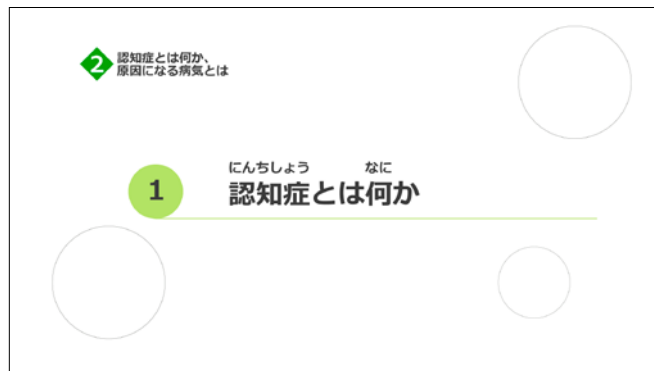 2
認知症とは何か、
原因になる病気とは
にんちしょう なに
1
認知症とは何か